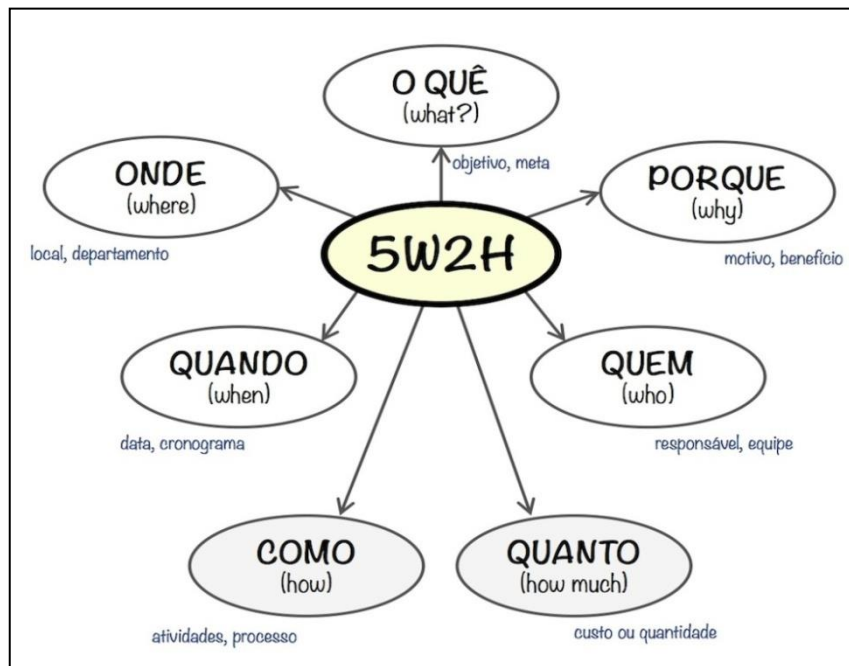 O QUÊ
(what?)
objetivo, meta
ONDE
(where)
local, departamento
PORQUE
(why)
motivo, benefício
5W2H
QUANDO
(when)
data, cronograma
QUEM
(who)
responsável, equipe
COMO
(how)
atividades, processo
QUANTO
(how much)
custo ou quantidade